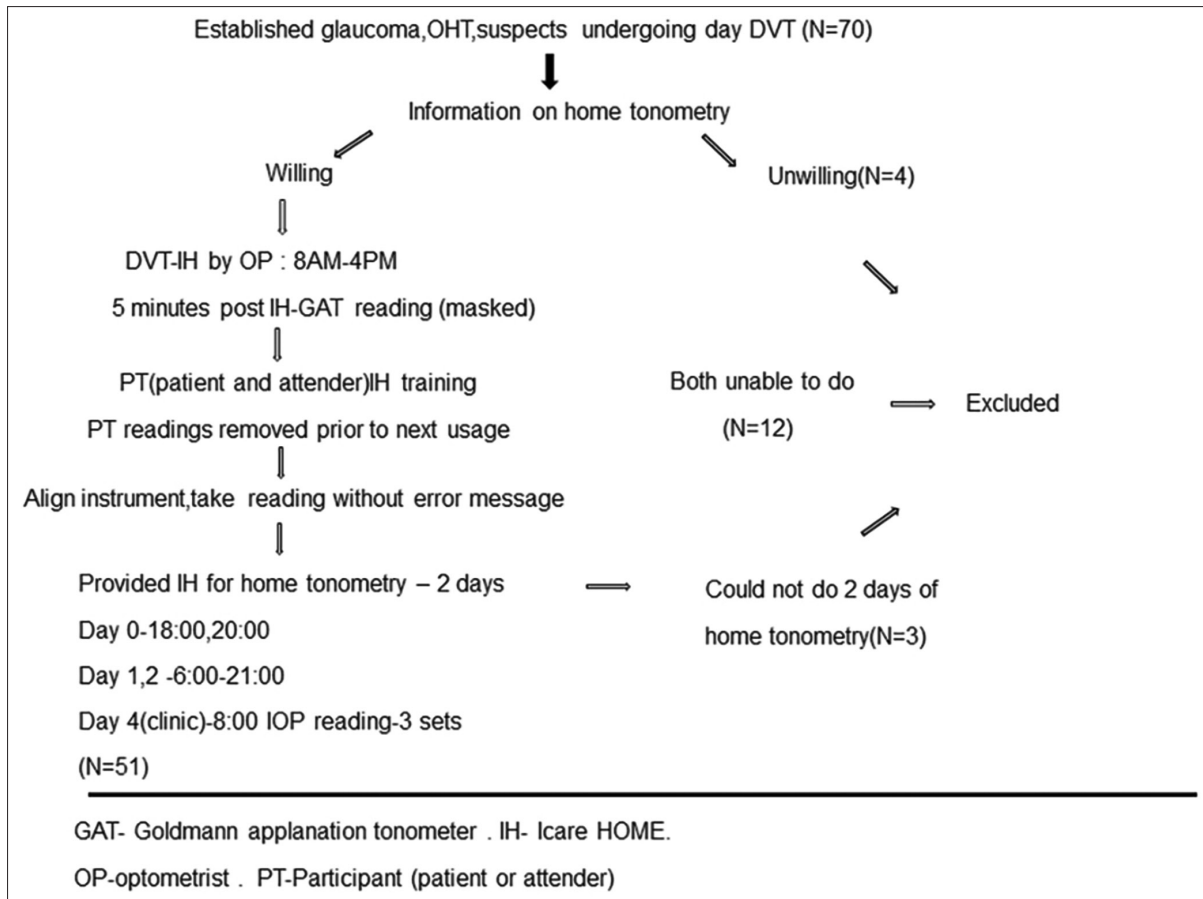 Established glaucoma,OHT,suspects undergoing day DVT (N=70)
Information on home tonometry
Willing
Unwilling(N=4)
DVT-IH by OP : 8AM-4PM
5 minutes post IH-GAT reading (masked)
PT(patient and attender)IH training
PT readings removed prior to next usage
Both unable to do
(N=12)
Excluded
Align instrument,take reading without error message
Provided IH for home tonometry – 2 days
Day 0-18:00,20:00
Day 1,2 -6:00-21:00
Day 4(clinic)-8:00 IOP reading-3 sets
(N=51)
Could not do 2 days of
home tonometry(N=3)
GAT- Goldmann applanation tonometer . IH- Icare HOME.
OP-optometrist . PT-Participant (patient or attender)